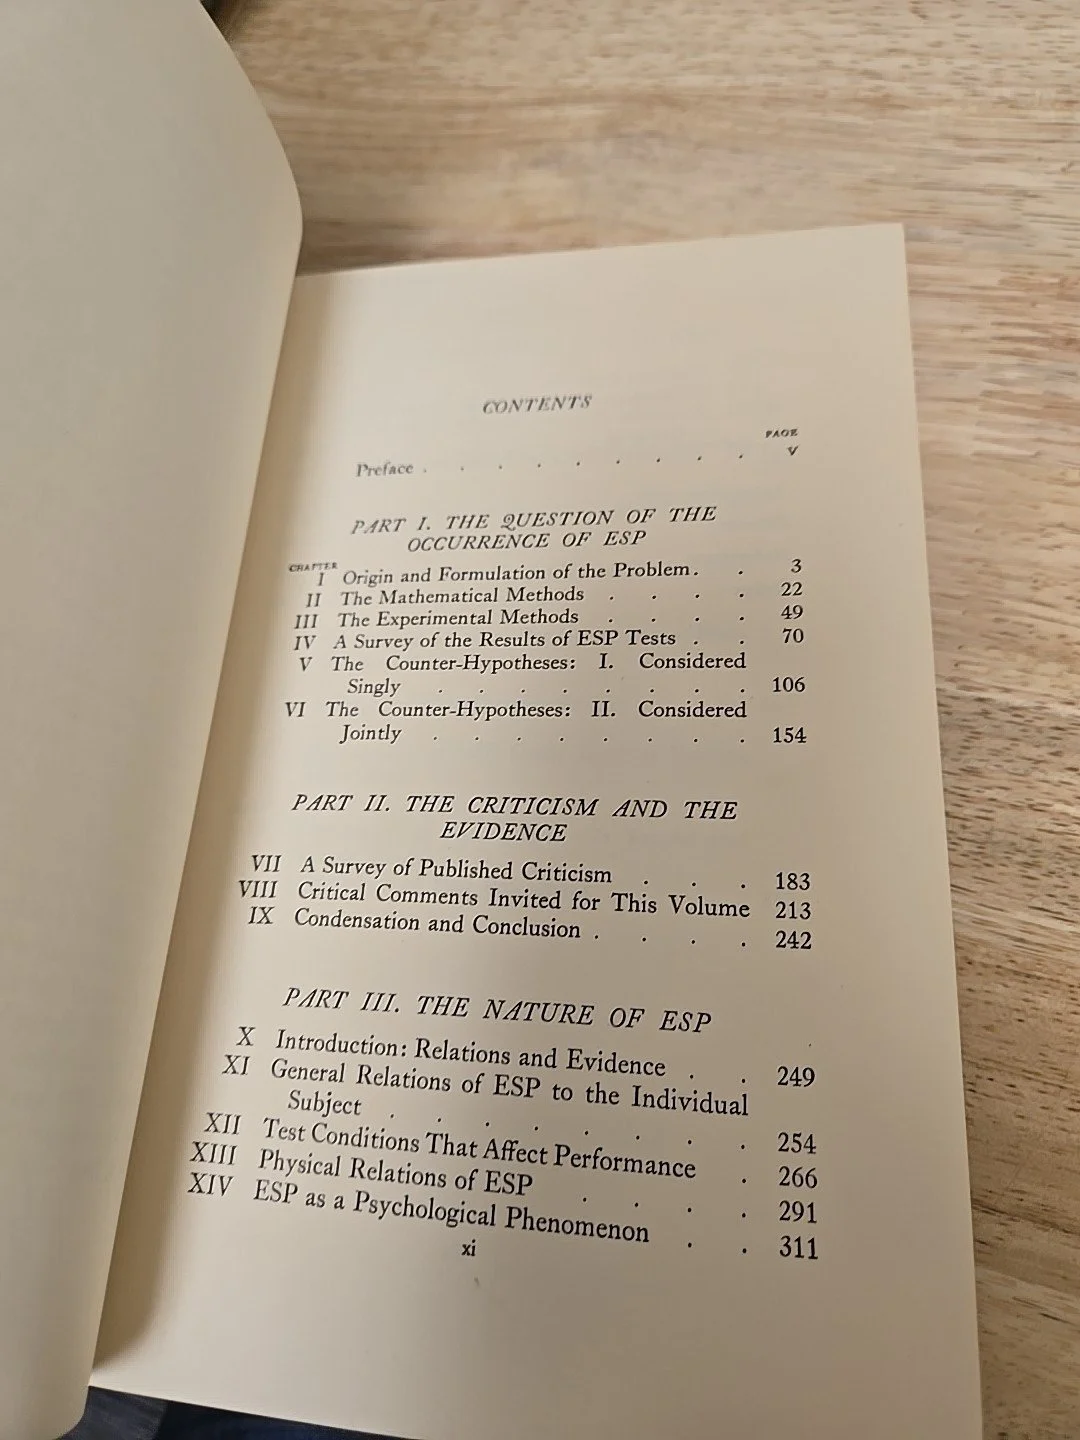 CONTENTS
PAGE
Preface . . . . . . . . . v
PART I. THE QUESTION OF THE
OCCURRENCE OF ESP
CHAPTER
I Origin and Formulation of the Problem . . 3
II The Mathematical Methods . . . . 22
III The Experimental Methods . . . . 49
IV A Survey of the Results of ESP Tests . . 70
V The Counter-Hypotheses: I. Considered
Singly . . . . . . . . 106
VI The Counter-Hypotheses: II. Considered
Jointly . . . . . . . . 154
PART II. THE CRITICISM AND THE
EVIDENCE
VII A Survey of Published Criticism . . . 183
VIII Critical Comments Invited for This Volume 213
IX Condensation and Conclusion . . . . 242
PART III. THE NATURE OF ESP
X Introduction: Relations and Evidence . . 249
XI General Relations of ESP to the Individual
Subject . . . . . . . . 254
XII Test Conditions That Affect Performance . 266
XIII Physical Relations of ESP . . . . 291
XIV ESP as a Psychological Phenomenon . . 311
xi